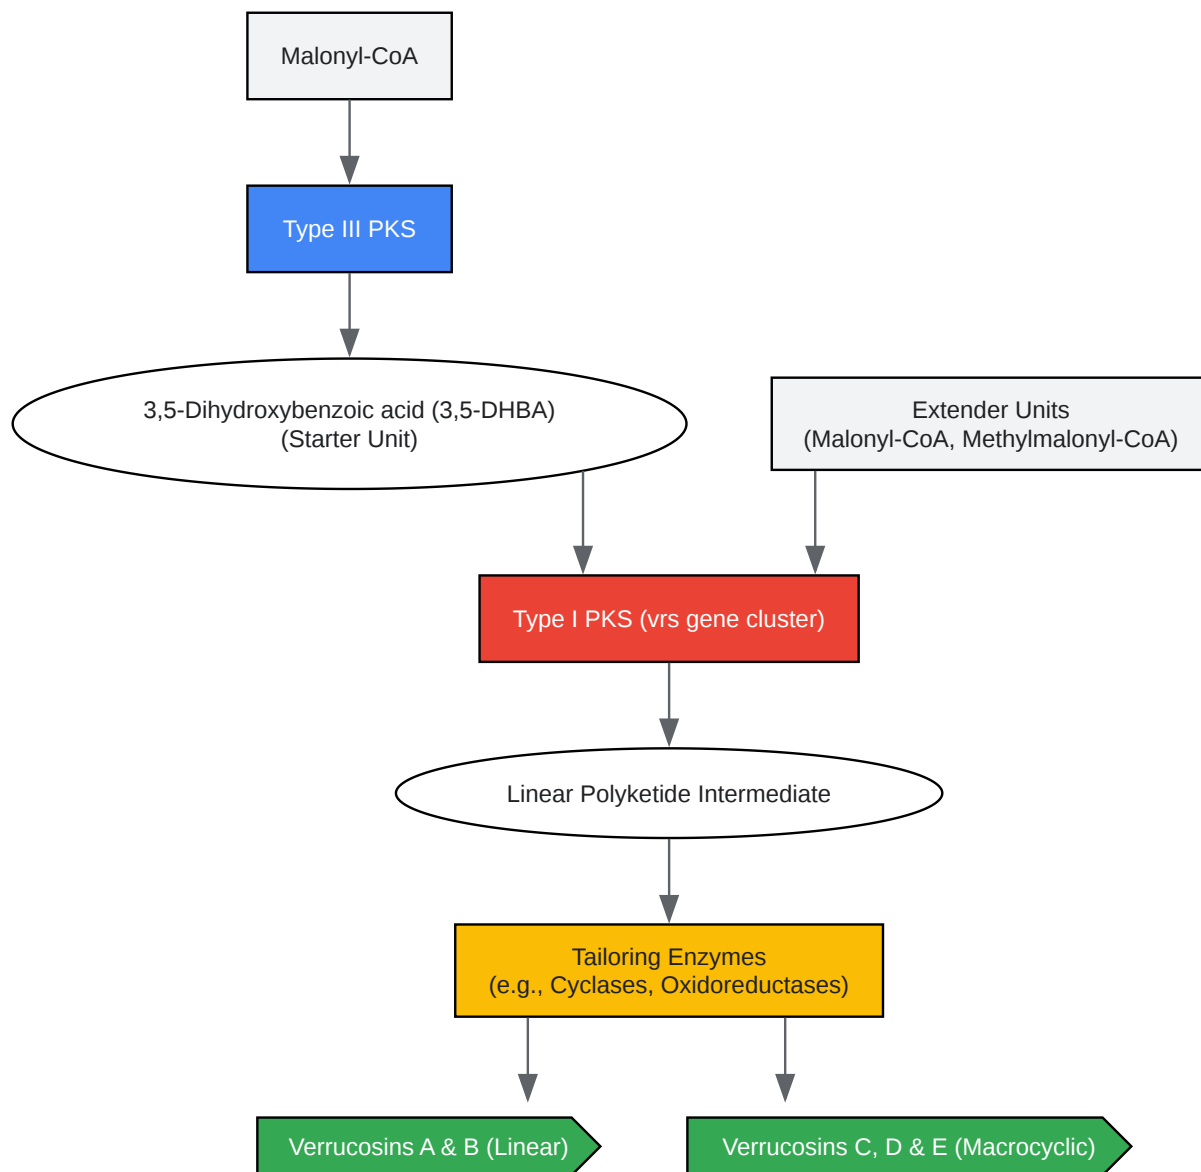 Malonyl-CoA
Type III PKS
3,5-Dihydroxybenzoic acid (3,5-DHBA)
(Starter Unit)
Extender Units
(Malonyl-CoA, Methylmalonyl-CoA)
Type I PKS (vrs gene cluster)
Linear Polyketide Intermediate
Tailoring Enzymes
(e.g., Cyclases, Oxidoreductases)
Verrucosins A & B (Linear)
Verrucosins C, D & E (Macrocyclic)